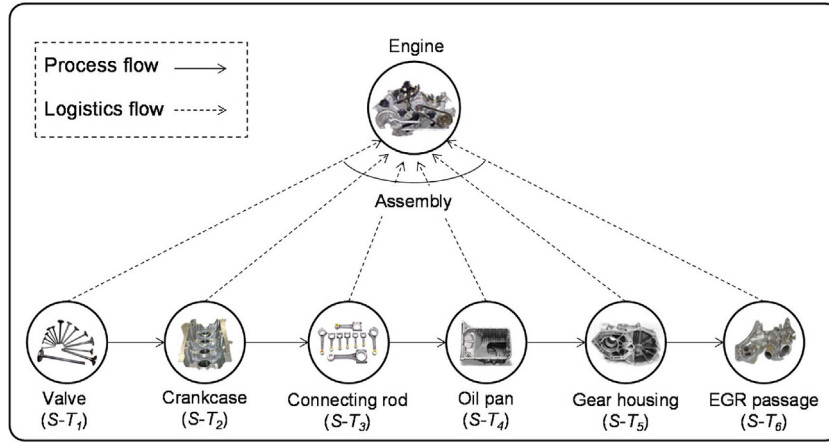 Engine
Process flow
Logistics flow
Assembly
Valve
(S-T1)
Crankcase
(S-T2)
Connecting rod
(S-T3)
Oil pan
(S-T4)
Gear housing
(S-T5)
EGR passage
(S-T6)